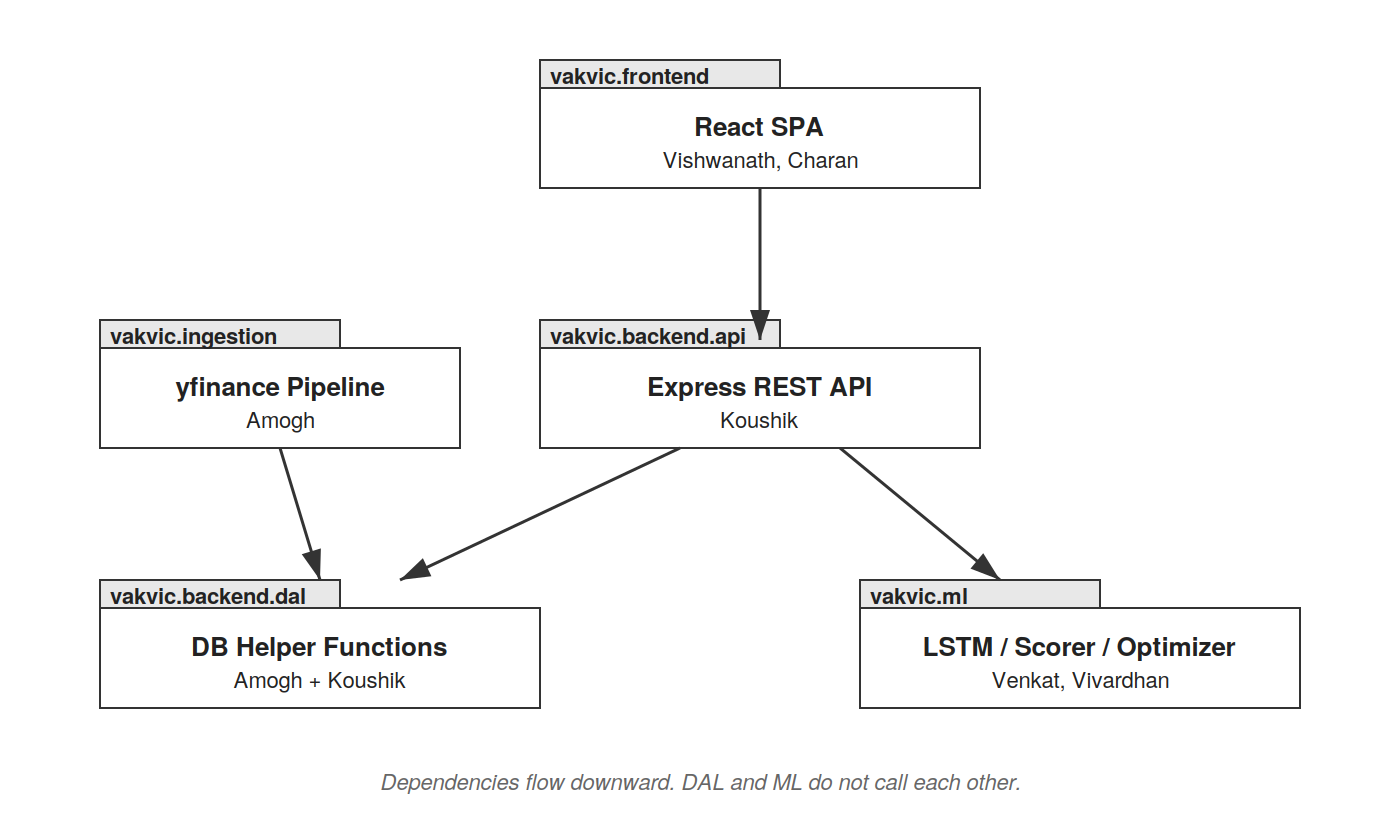 vakvic.frontend
React SPA
Vishwanath, Charan
vakvic.ingestion
yfinance Pipeline
Amogh
vakvic.backend.api
Express REST API
Koushik
vakvic.backend.dal
DB Helper Functions
Amogh + Koushik
vakvic.ml
LSTM / Scorer / Optimizer
Venkat, Vivardhan
Dependencies flow downward. DAL and ML do not call each other.